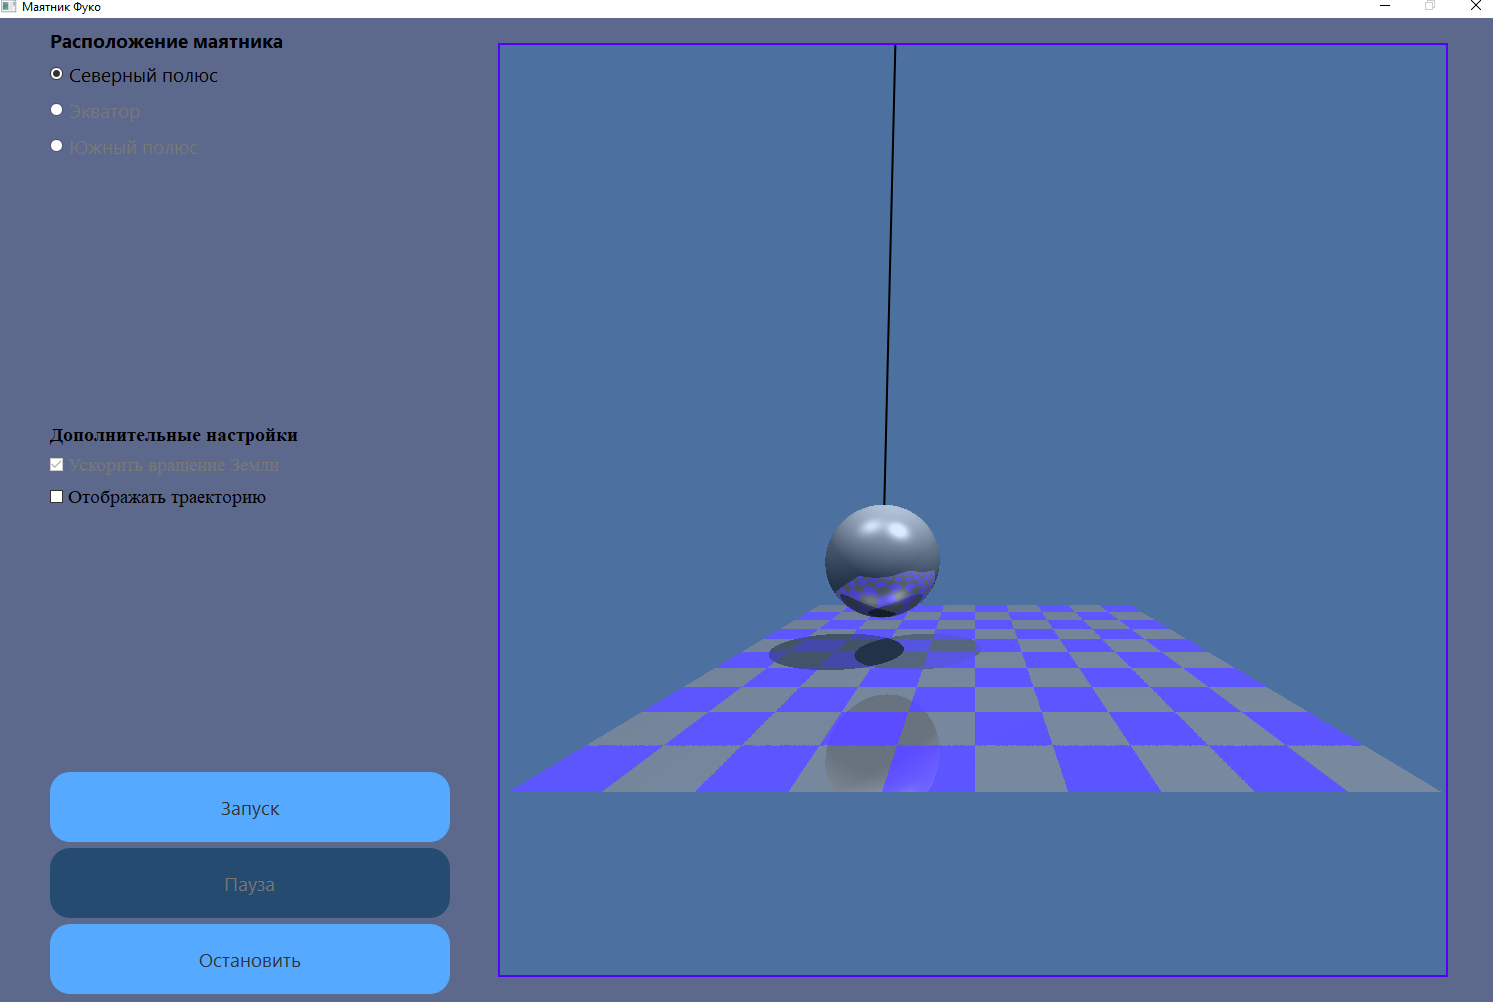 Маятник Фуко
Расположение маятника
Северный полюс
Экватор
Южный полюс
Дополнительные настройки
Ускорить вращение Земли
Отображать траекторию
Запуск
Пауза
Остановить